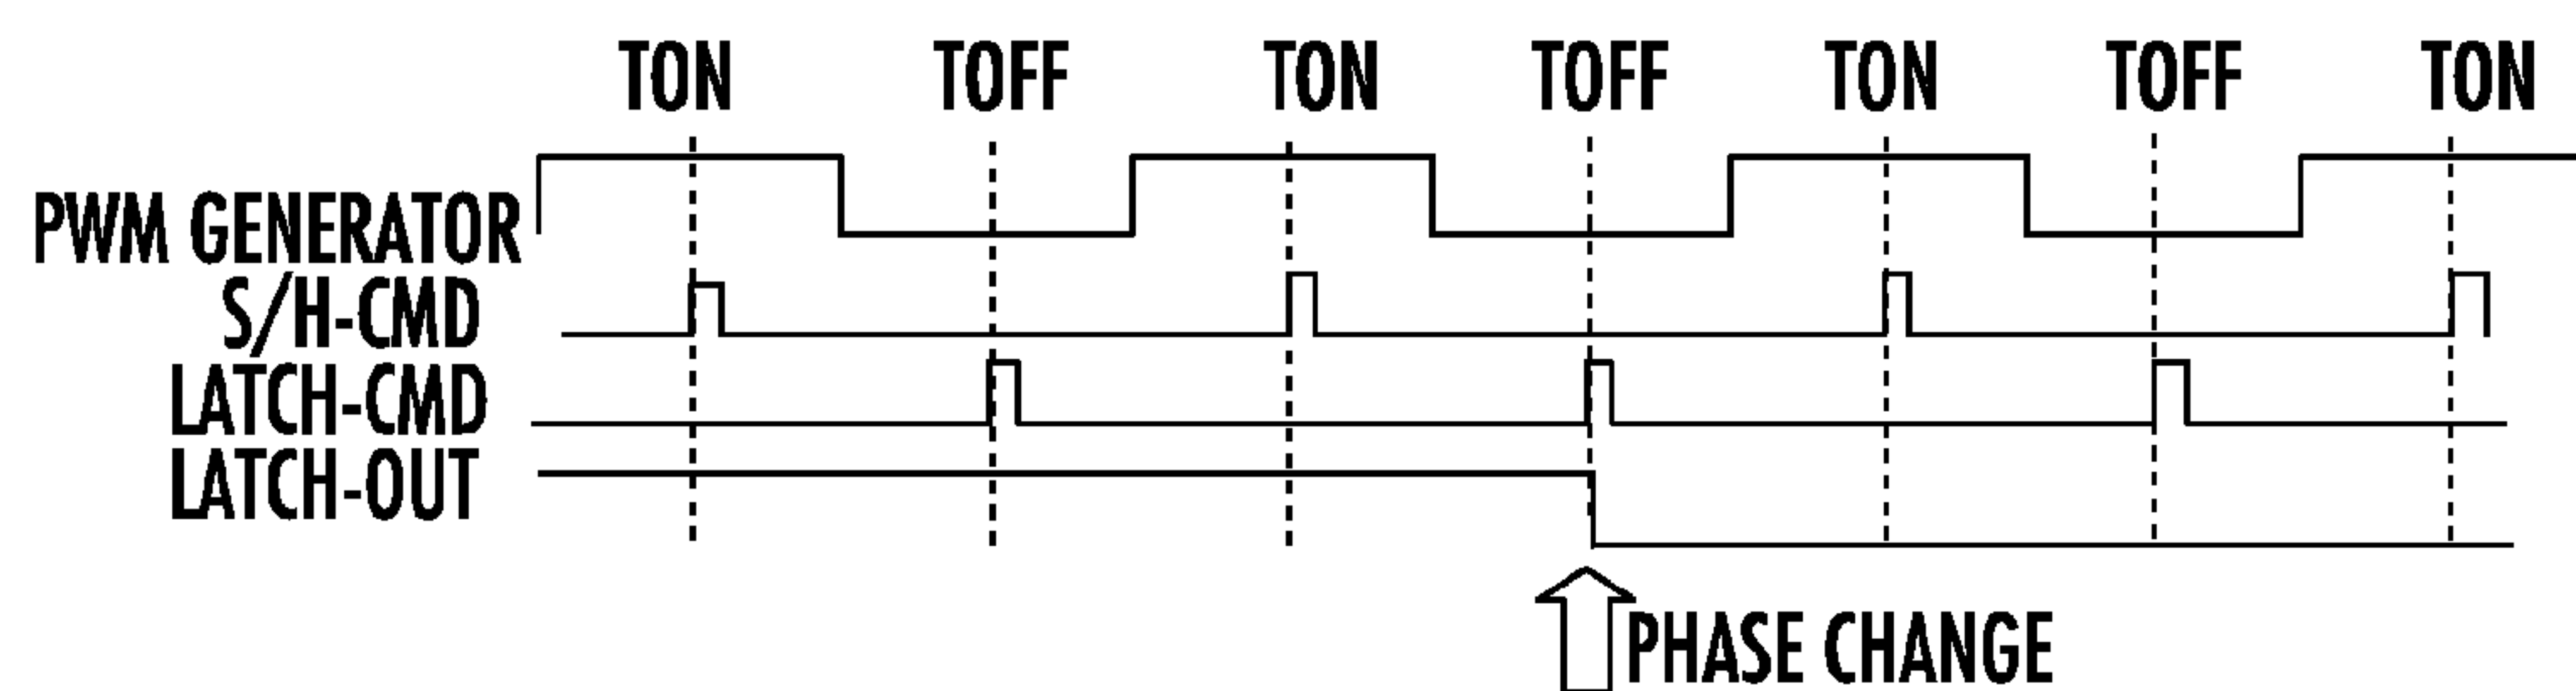 TON TOFF TON TOFF TON TOFF TON
PWM GENERATOR
S/H-CMD
LATCH-CMD
LATCH-OUT
PHASE CHANGE